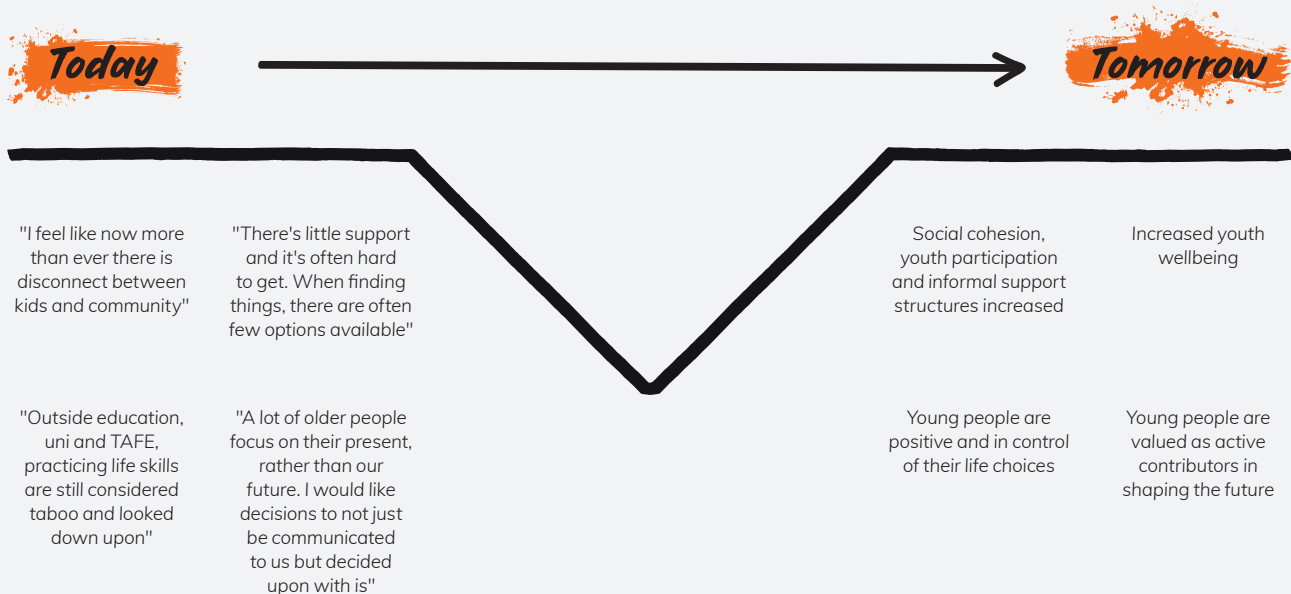 Today
Tomorrow
"I feel like now more
than ever there is
disconnect between
kids and community"
"There's little support
and it's often hard
to get. When finding
things, there are often
few options available"
Social cohesion,
youth participation
and informal support
structures increased
Increased youth
wellbeing
"Outside education,
uni and TAFE,
practicing life skills
are still considered
taboo and looked
down upon"
"A lot of older people
focus on their present,
rather than our
future. I would like
decisions to not just
be communicated
to us but decided
upon with is"
Young people are
positive and in control
of their life choices
Young people are
valued as active
contributors in
shaping the future